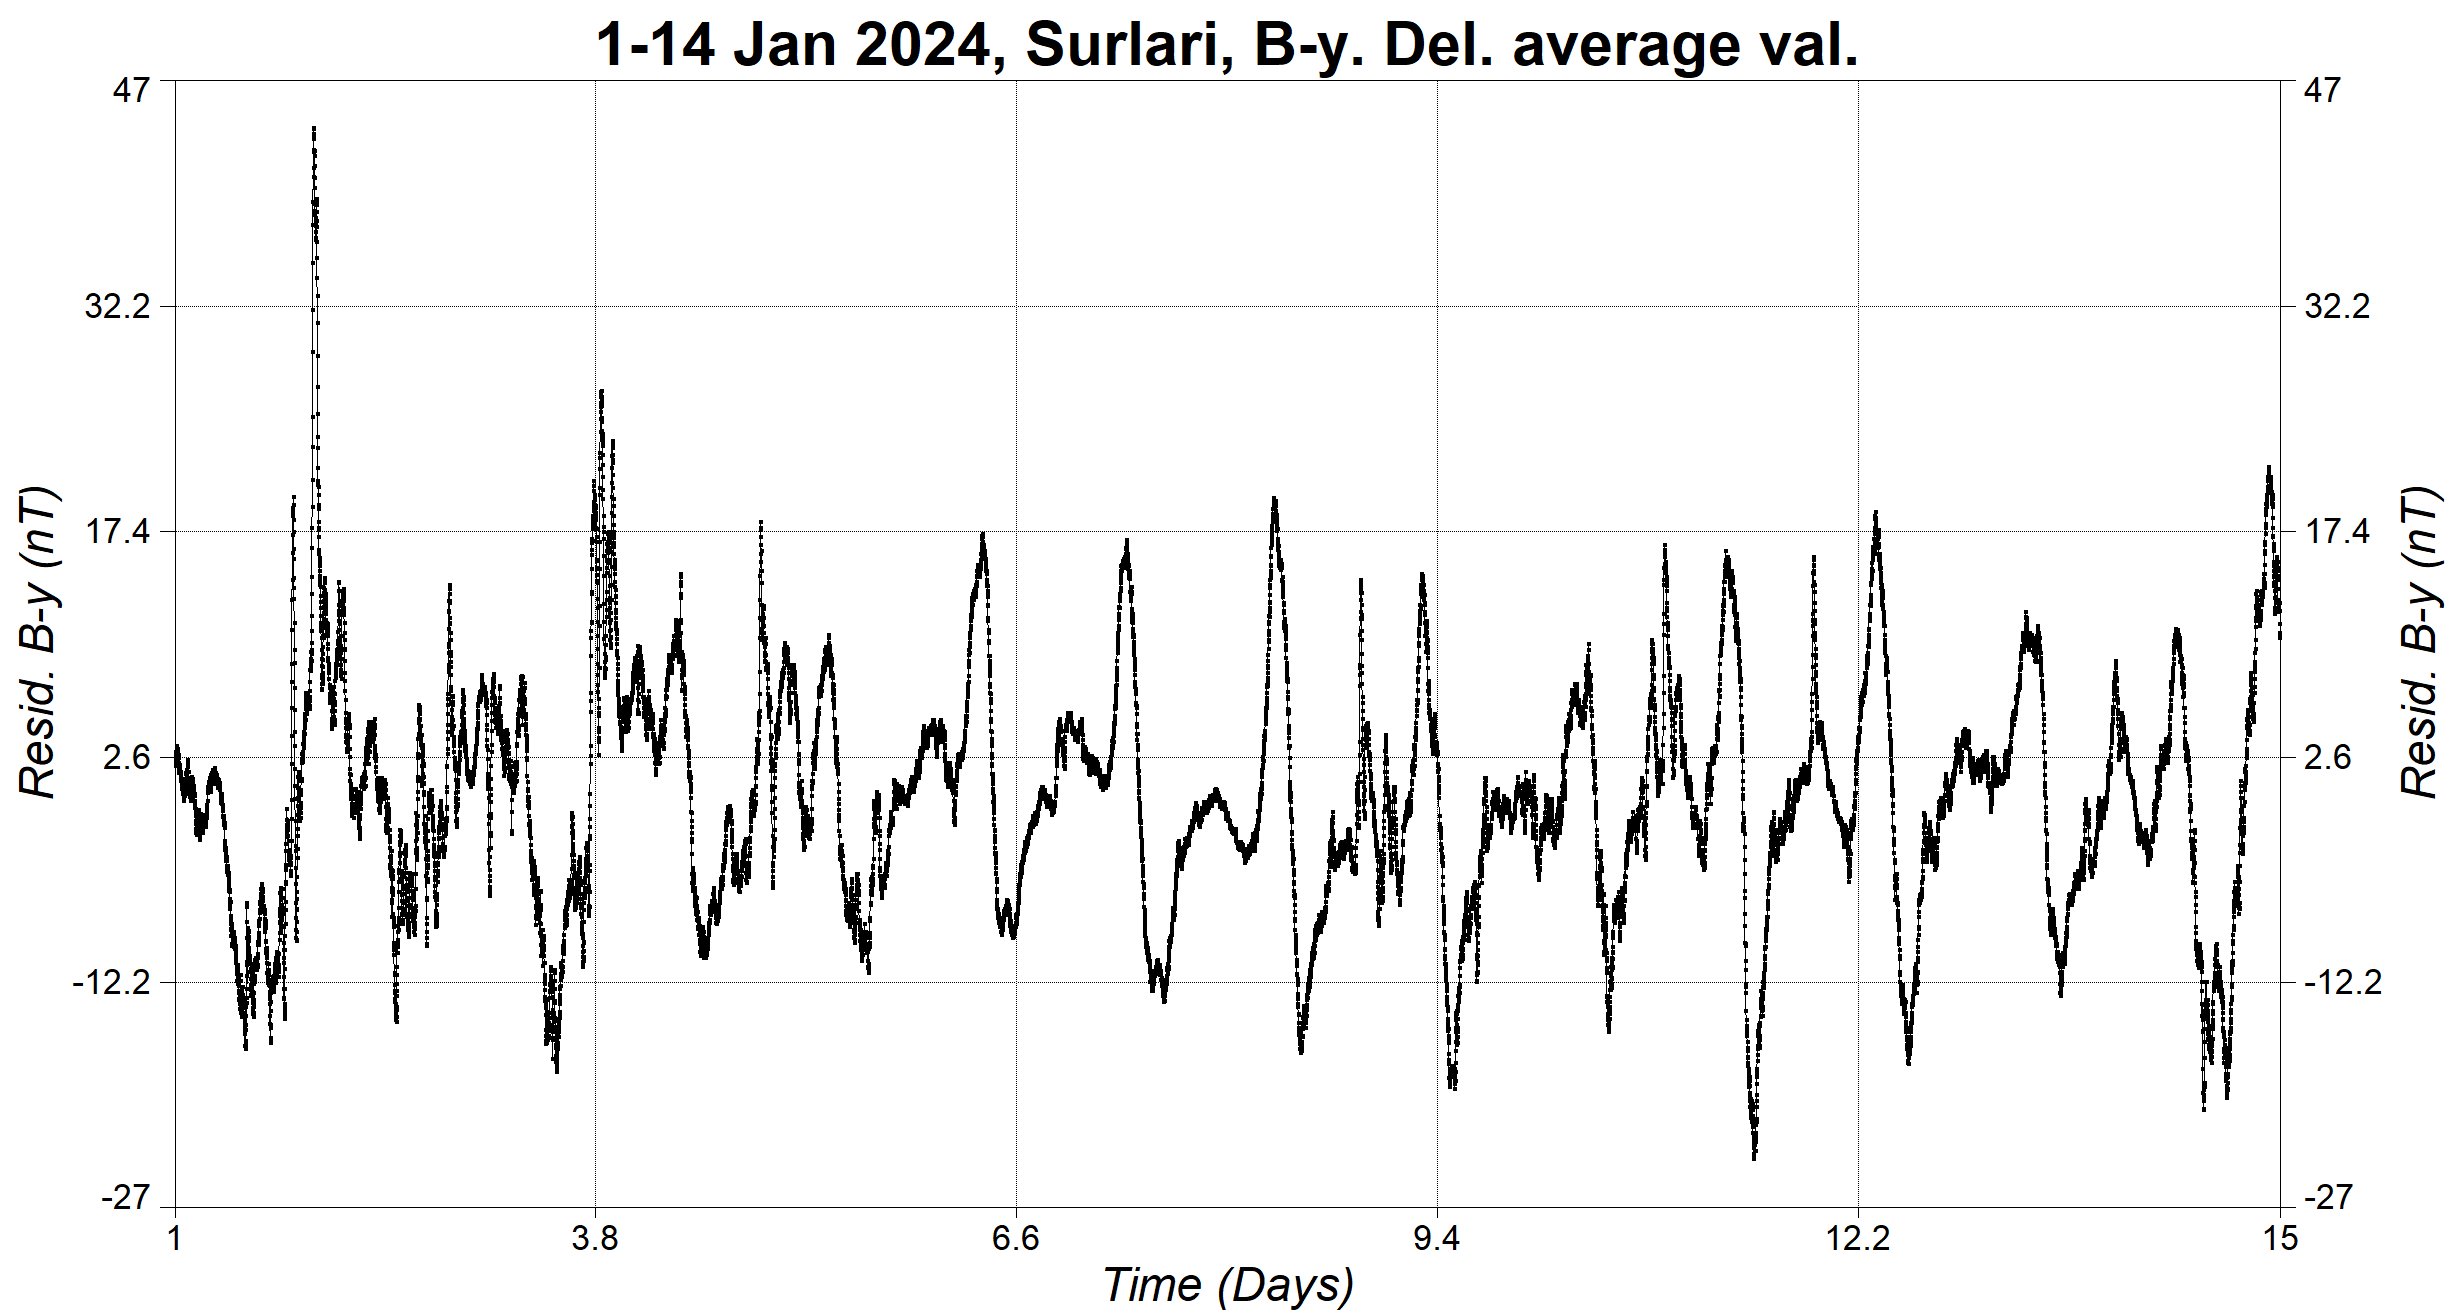 1-14 Jan 2024, Surlari, B-y. Del. average val.
47 47
32.2 32.2
17.4 17.4
2.6 2.6
-12.2 -12.2
-27 -27
Resid. B-y (nT)
Resid. B-y (nT)
1 3.8 6.6 9.4 12.2 15
Time (Days)